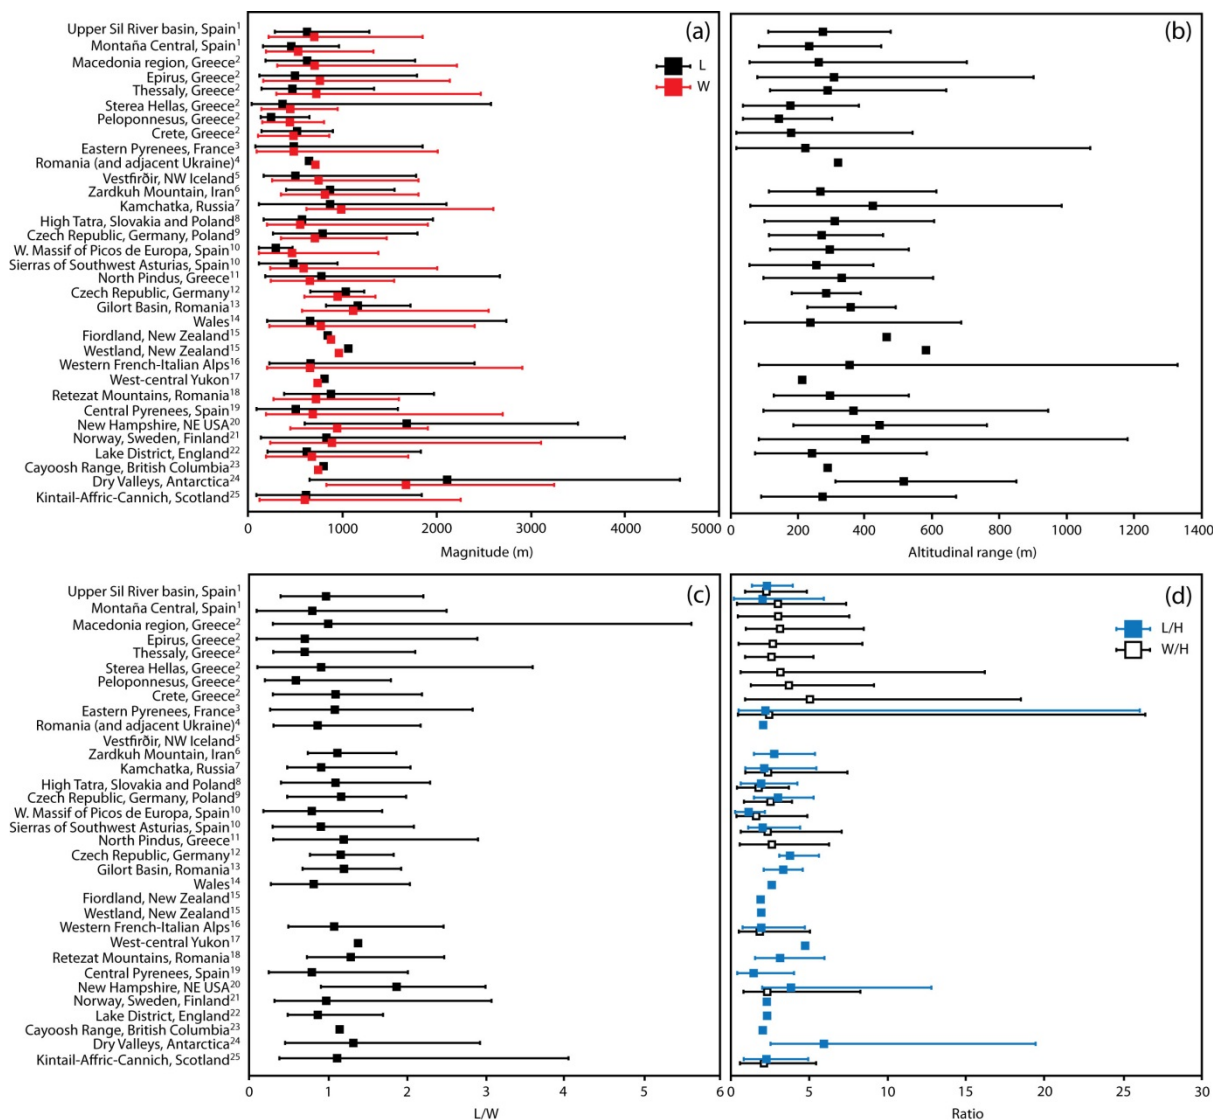 Upper Sil River basin, Spain¹
Montaña Central, Spain¹
Macedonia region, Greece²
Epirus, Greece²
Thessaly, Greece²
Sterea Hellas, Greece²
Peloponnesus, Greece²
Crete, Greece²
Eastern Pyrenees, France³
Romania (and adjacent Ukraine)⁴
Vestfirðir, NW Iceland⁵
Zardkuh Mountain, Iran⁶
Kamchatka, Russia⁷
High Tatra, Slovakia and Poland⁸
Czech Republic, Germany, Poland⁹
W. Massif of Picos de Europa, Spain¹⁰
Sierras of Southwest Asturias, Spain¹⁰
North Pindus, Greece¹¹
Czech Republic, Germany¹²
Gilort Basin, Romania¹³
Wales¹⁴
Fiordland, New Zealand¹⁵
Westland, New Zealand¹⁵
Western French-Italian Alps¹⁶
West-central Yukon¹⁷
Retezat Mountains, Romania¹⁸
Central Pyrenees, Spain¹⁹
New Hampshire, NE USA²⁰
Norway, Sweden, Finland²¹
Lake District, England²²
Cayoosh Range, British Columbia²³
Dry Valleys, Antarctica²⁴
Kintail-Affric-Cannich, Scotland²⁵
(a)
L
W
0 1000 2000 3000 4000 5000
Magnitude (m)
(b)
0 200 400 600 800 1000 1200 1400
Altitudinal range (m)
Upper Sil River basin, Spain¹
Montaña Central, Spain¹
Macedonia region, Greece²
Epirus, Greece²
Thessaly, Greece²
Sterea Hellas, Greece²
Peloponnesus, Greece²
Crete, Greece²
Eastern Pyrenees, France³
Romania (and adjacent Ukraine)⁴
Vestfirðir, NW Iceland⁵
Zardkuh Mountain, Iran⁶
Kamchatka, Russia⁷
High Tatra, Slovakia and Poland⁸
Czech Republic, Germany, Poland⁹
W. Massif of Picos de Europa, Spain¹⁰
Sierras of Southwest Asturias, Spain¹⁰
North Pindus, Greece¹¹
Czech Republic, Germany¹²
Gilort Basin, Romania¹³
Wales¹⁴
Fiordland, New Zealand¹⁵
Westland, New Zealand¹⁵
Western French-Italian Alps¹⁶
West-central Yukon¹⁷
Retezat Mountains, Romania¹⁸
Central Pyrenees, Spain¹⁹
New Hampshire, NE USA²⁰
Norway, Sweden, Finland²¹
Lake District, England²²
Cayoosh Range, British Columbia²³
Dry Valleys, Antarctica²⁴
Kintail-Affric-Cannich, Scotland²⁵
(c)
0 1 2 3 4 5 6
L/W
(d)
L/H
W/H
0 5 10 15 20 25 30
Ratio